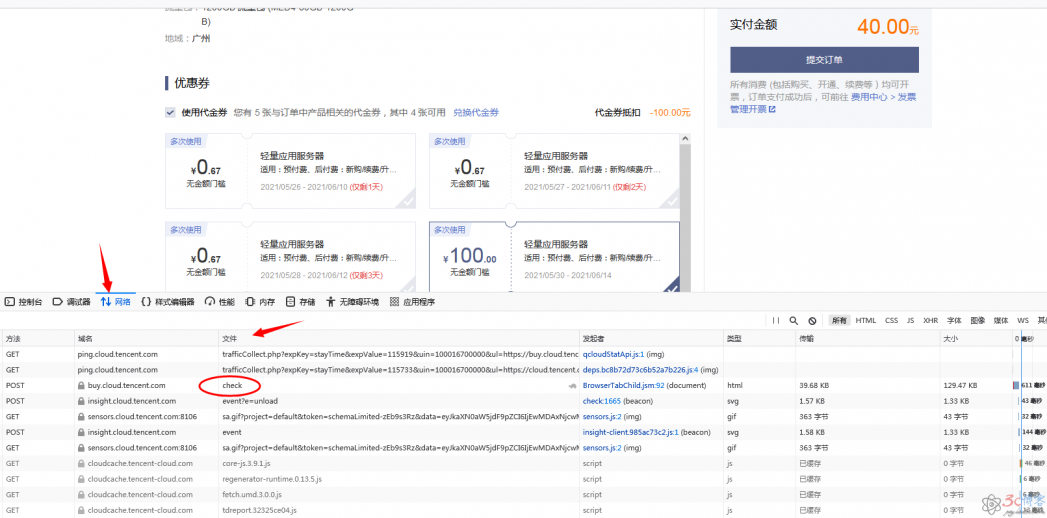 1200GB
B)
地域：广州
实付金额 40.00元
提交订单
所有消费 (包括购买、开通、续费等 ) 均可开
票，订单支付成功后，可前往 费用中心 > 发票
管理开票
优惠券
使用代金券 您有 5 张与订单中产品相关的代金券，其中 4 张可用 兑换代金券 代金券抵扣 -100.00元
多次使用
¥0.67
无金额门槛
轻量应用服务器
适用：预付费、后付费：新购/续费/升...
2021/05/26 - 2021/06/10 (仅剩1天)
多次使用
¥0.67
无金额门槛
轻量应用服务器
适用：预付费、后付费：新购/续费/升...
2021/05/27 - 2021/06/11 (仅剩2天)
多次使用
¥0.67
无金额门槛
轻量应用服务器
适用：预付费、后付费：新购/续费/升...
2021/05/28 - 2021/06/12 (仅剩3天)
多次使用
¥100.00
无金额门槛
轻量应用服务器
适用：预付费、后付费：新购/续费/升...
2021/05/30 - 2021/06/14
控制台 调试器 网络 样式编辑器 性能 内存 存储 无障碍环境 应用程序
所有 HTML CSS JS XHR 字体 图像 媒体 WS
方法 域名 文件 发起者 类型 传输 大小 0 毫秒
GET ping.cloud.tencent.com trafficCollect.php?expKey=stayTime&expValue=115919&uin=100016700000&ul=https://buy.cloud.tenc qcloudStatApi.js:1 (img)
GET ping.cloud.tencent.com trafficCollect.php?expKey=stayTime&expValue=115733&uin=100016700000&ul=https://cloud.tencent.c deps.bc8b72d73c6b52a7b226.js:4 (img)
POST buy.cloud.tencent.com check BrowserTabChild.jsm:92 (document) html 39.68 KB 129.47 KB 611 毫秒
POST insight.cloud.tencent.com event?e=unload check:1665 (beacon) svg 1.57 KB 1.33 KB 43 毫秒
GET sensors.cloud.tencent.com:8106 sa.gif?project=default&token=schemaLimited-zEb9s3Rz&data=eyJkaXN0aW5jdF9pZCI6IjEwMDAxNjcwM sensors.js:2 (img) gif 363 字节 43 字节 32 毫秒
POST insight.cloud.tencent.com event insight-client.985ac73c2.js:1 (beacon) svg 1.58 KB 1.33 KB 144 毫秒
GET sensors.cloud.tencent.com:8106 sa.gif?project=default&token=schemaLimited-zEb9s3Rz&data=eyJkaXN0aW5jdF9pZCI6IjEwMDAxNjcwM sensors.js:2 (img) gif 363 字节 43 字节 32 毫秒
GET cloudcache.tencent-cloud.com core-js.3.9.1.js script js 已缓存 0 字节 46 毫秒
GET cloudcache.tencent-cloud.com regenerator-runtime.0.13.5.js script js 已缓存 0 字节 6 毫秒
GET cloudcache.tencent-cloud.com fetch.umd.3.0.0.js script js 已缓存 0 字节 6 毫秒
GET cloudcache.tencent-cloud.com tdreport.32325ce04.js script js 已缓存 0 字节